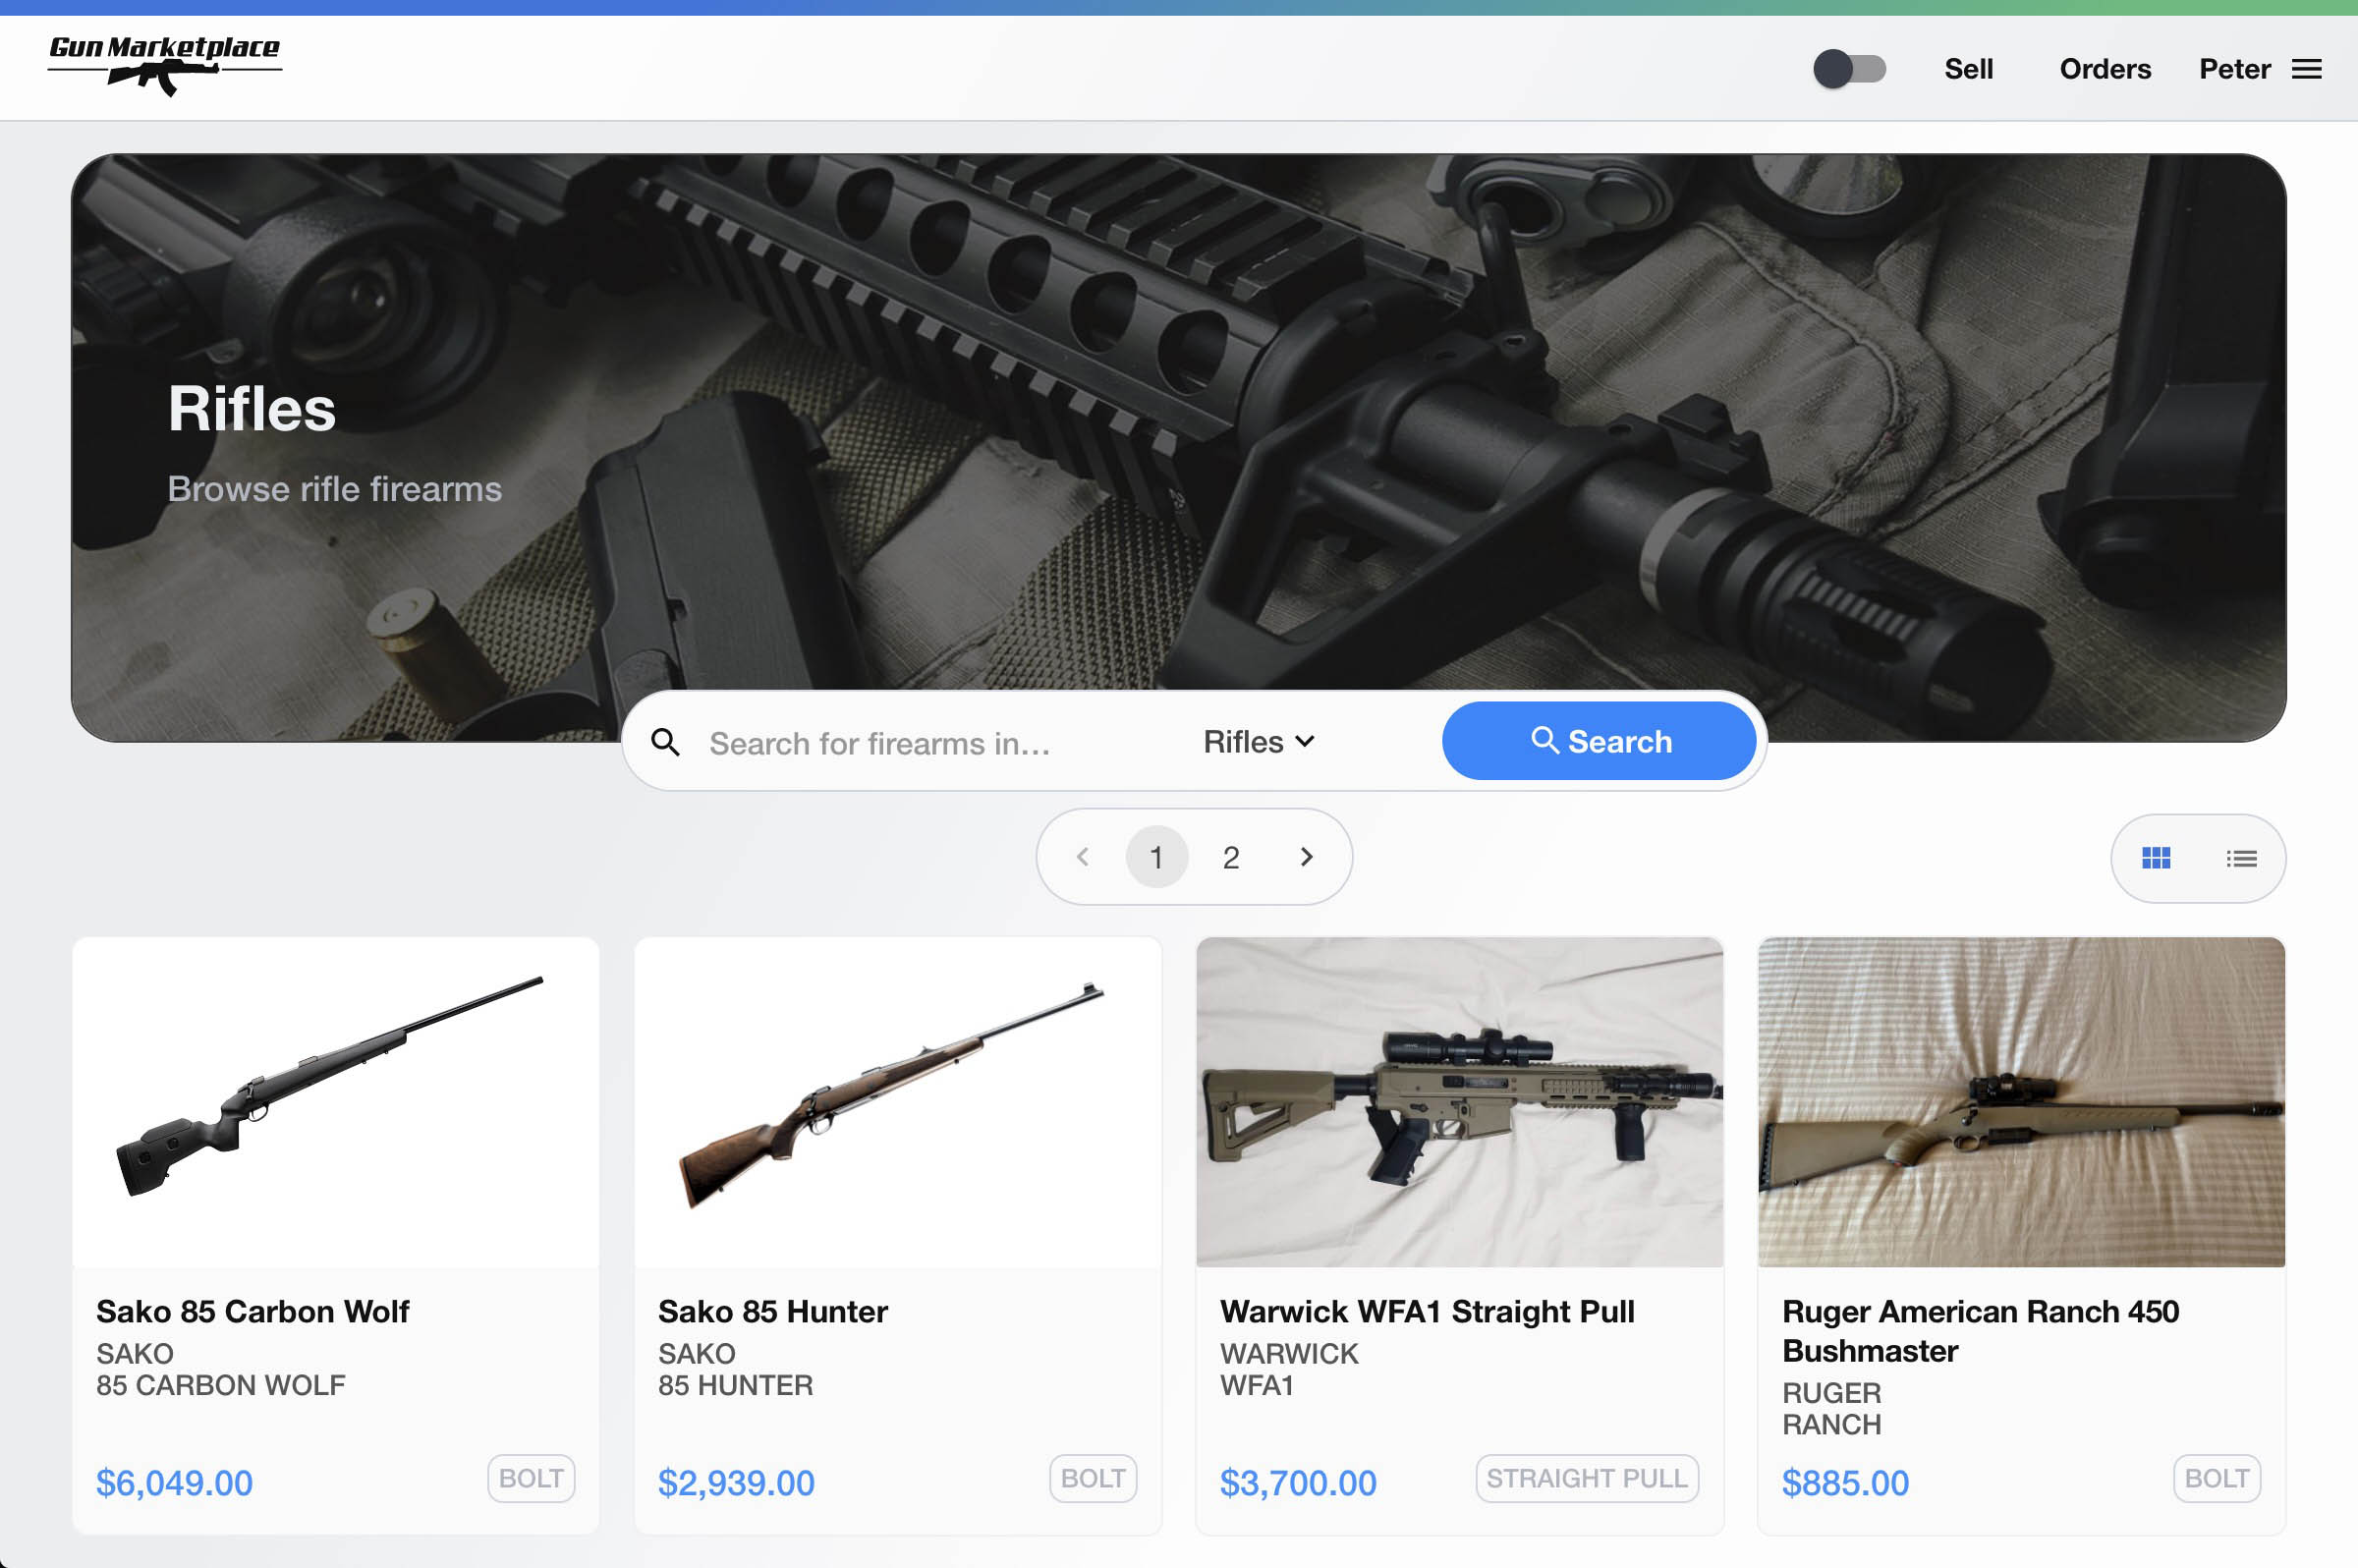 Gun Marketplace
Sell
Orders
Peter
Rifles
Browse rifle firearms
Search for firearms in...
Rifles
Search
1
2
Sako 85 Carbon Wolf
SAKO
85 CARBON WOLF
$6,049.00
BOLT
Sako 85 Hunter
SAKO
85 HUNTER
$2,939.00
BOLT
Warwick WFA1 Straight Pull
WARWICK
WFA1
$3,700.00
STRAIGHT PULL
Ruger American Ranch 450
Bushmaster
RUGER
RANCH
$885.00
BOLT